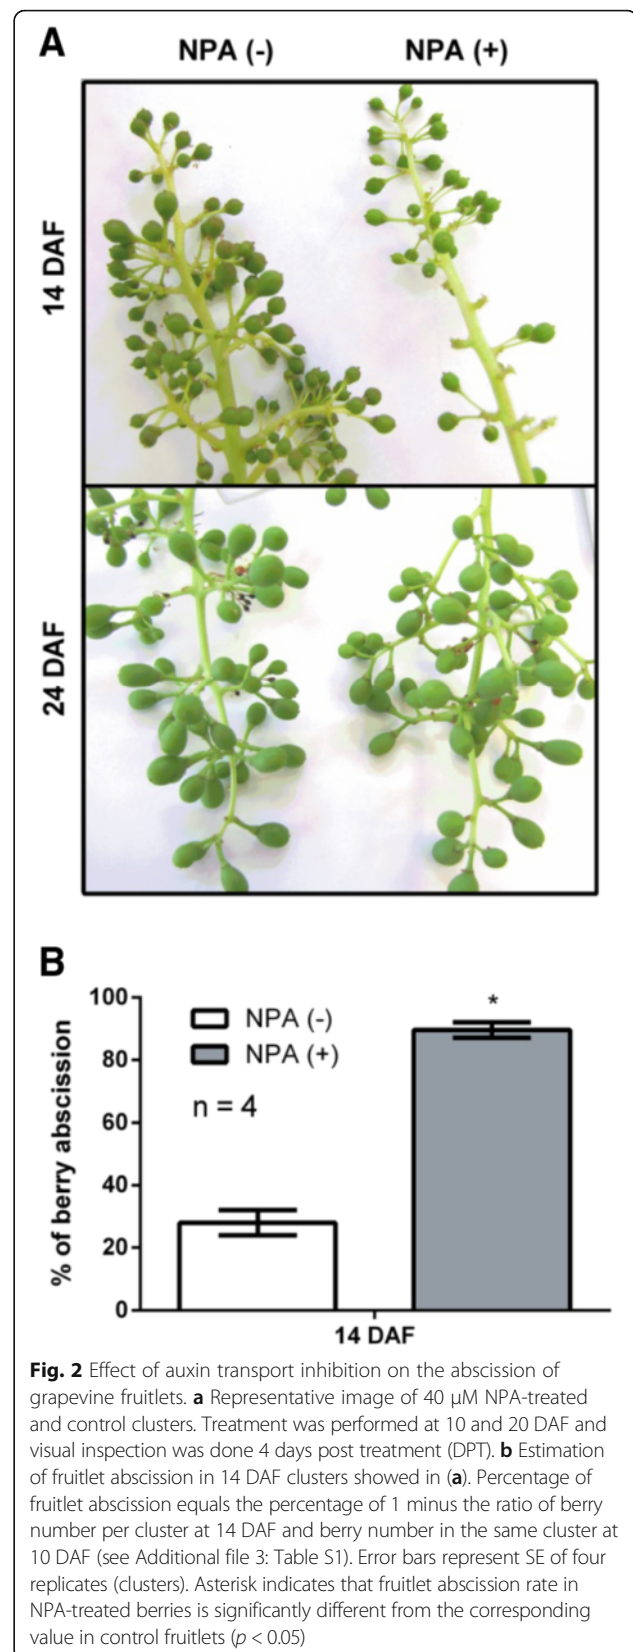 A
NPA (-) NPA (+)
14 DAF
24 DAF
B
% of berry abscission
100
80
60
40
20
0
NPA (-)
NPA (+)
n = 4
*
14 DAF
Fig. 2 Effect of auxin transport inhibition on the abscission of
grapevine fruitlets. a Representative image of 40 μM NPA-treated
and control clusters. Treatment was performed at 10 and 20 DAF and
visual inspection was done 4 days post treatment (DPT). b Estimation
of fruitlet abscission in 14 DAF clusters showed in (a). Percentage of
fruitlet abscission equals the percentage of 1 minus the ratio of berry
number per cluster at 14 DAF and berry number in the same cluster at
10 DAF (see Additional file 3: Table S1). Error bars represent SE of four
replicates (clusters). Asterisk indicates that fruitlet abscission rate in
NPA-treated berries is significantly different from the corresponding
value in control fruitlets (p < 0.05)